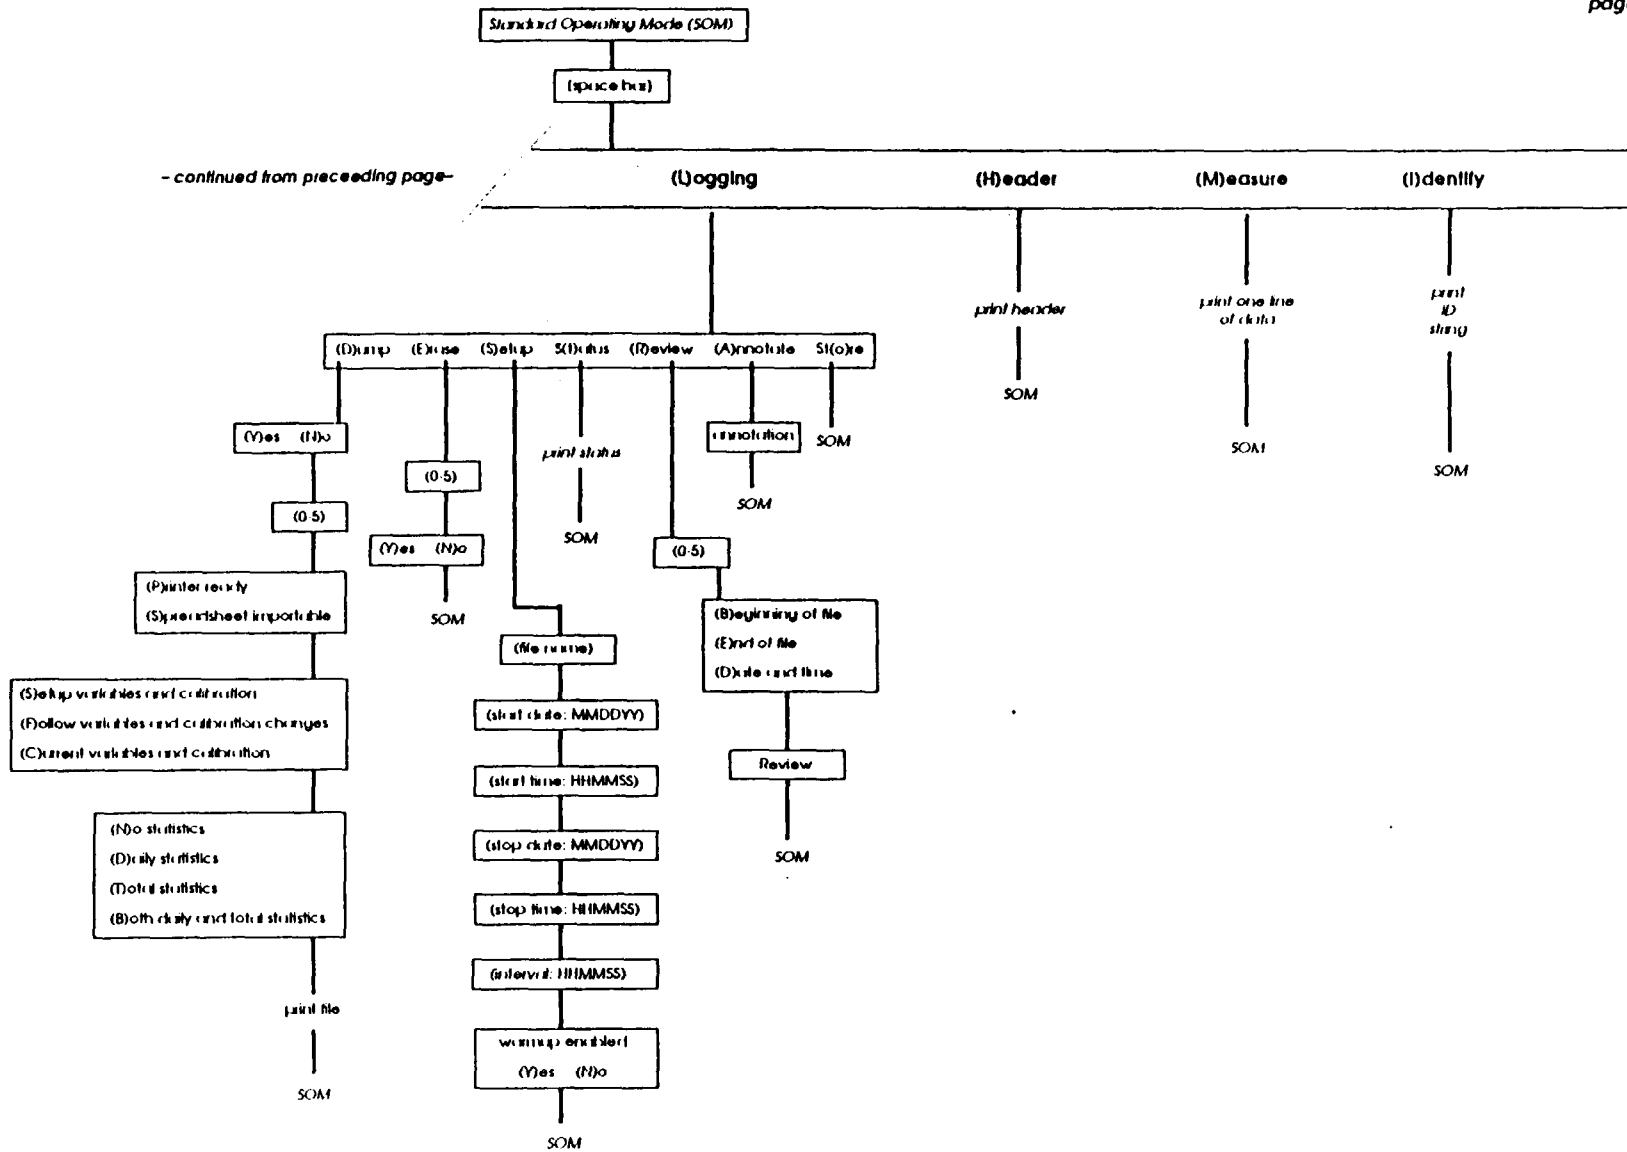 pag
Standard Operating Mode (SOM)
(space bar)
- continued from preceeding page-
(L)ogging (H)eader (M)easure (I)dentify
print header
print one line
of data
print
ID
string
SOM
SOM
SOM
(D)ump (E)rase (S)etup S(t)atus (R)eview (A)nnotate St(o)re
(Y)es (N)o
(0-5)
(P)rinter ready
(S)preadsheet importable
(S)etup variables and calibration
(F)ollow variables and calibration changes
(C)urrent variables and calibration
(N)o statistics
(D)aily statistics
(T)otal statistics
(B)oth daily and total statistics
print file
SOM
(0-5)
(Y)es (N)o
SOM
(file name)
(start date: MMDDYY)
(start time: HHMMSS)
(stop date: MMDDYY)
(stop time: HHMMSS)
(interval: HHMMSS)
warmup enabled
(Y)es (N)o
SOM
print status
SOM
(0-5)
(B)eginning of file
(E)nd of file
(D)ate and time
Review
SOM
annotation
SOM
SOM